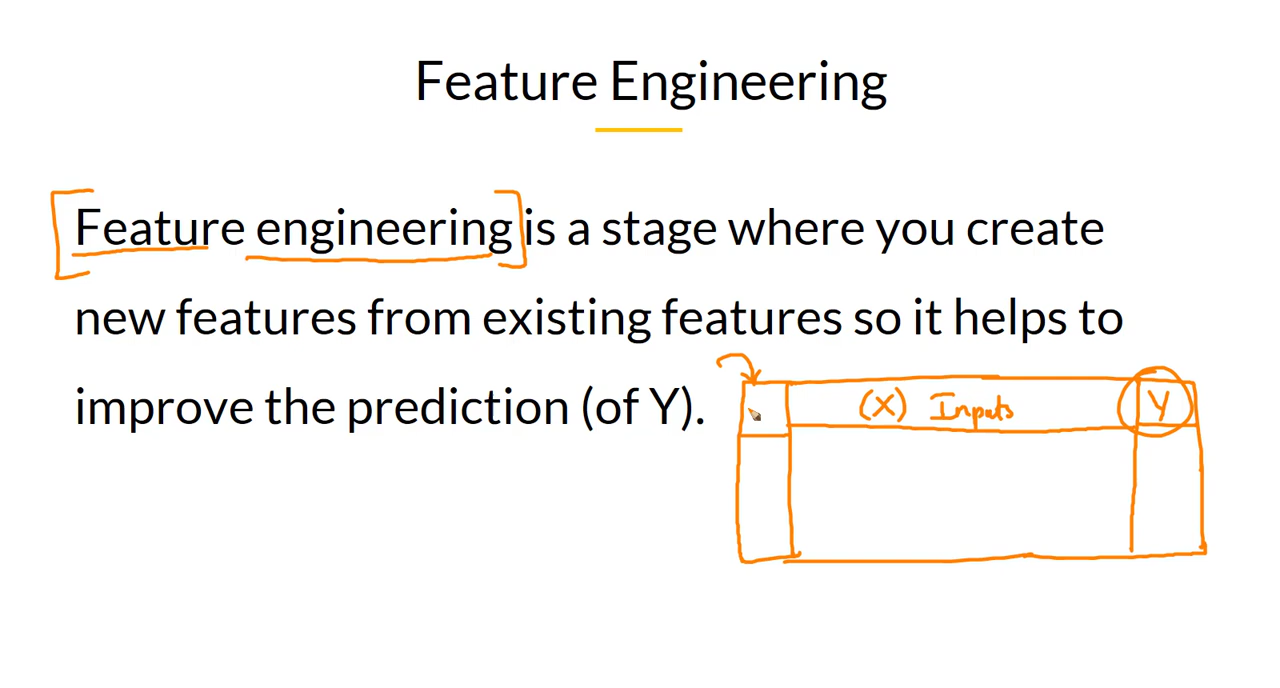 Feature Engineering
Feature engineering is a stage where you create
new features from existing features so it helps to
improve the prediction (of Y).
(X) Inputs Y